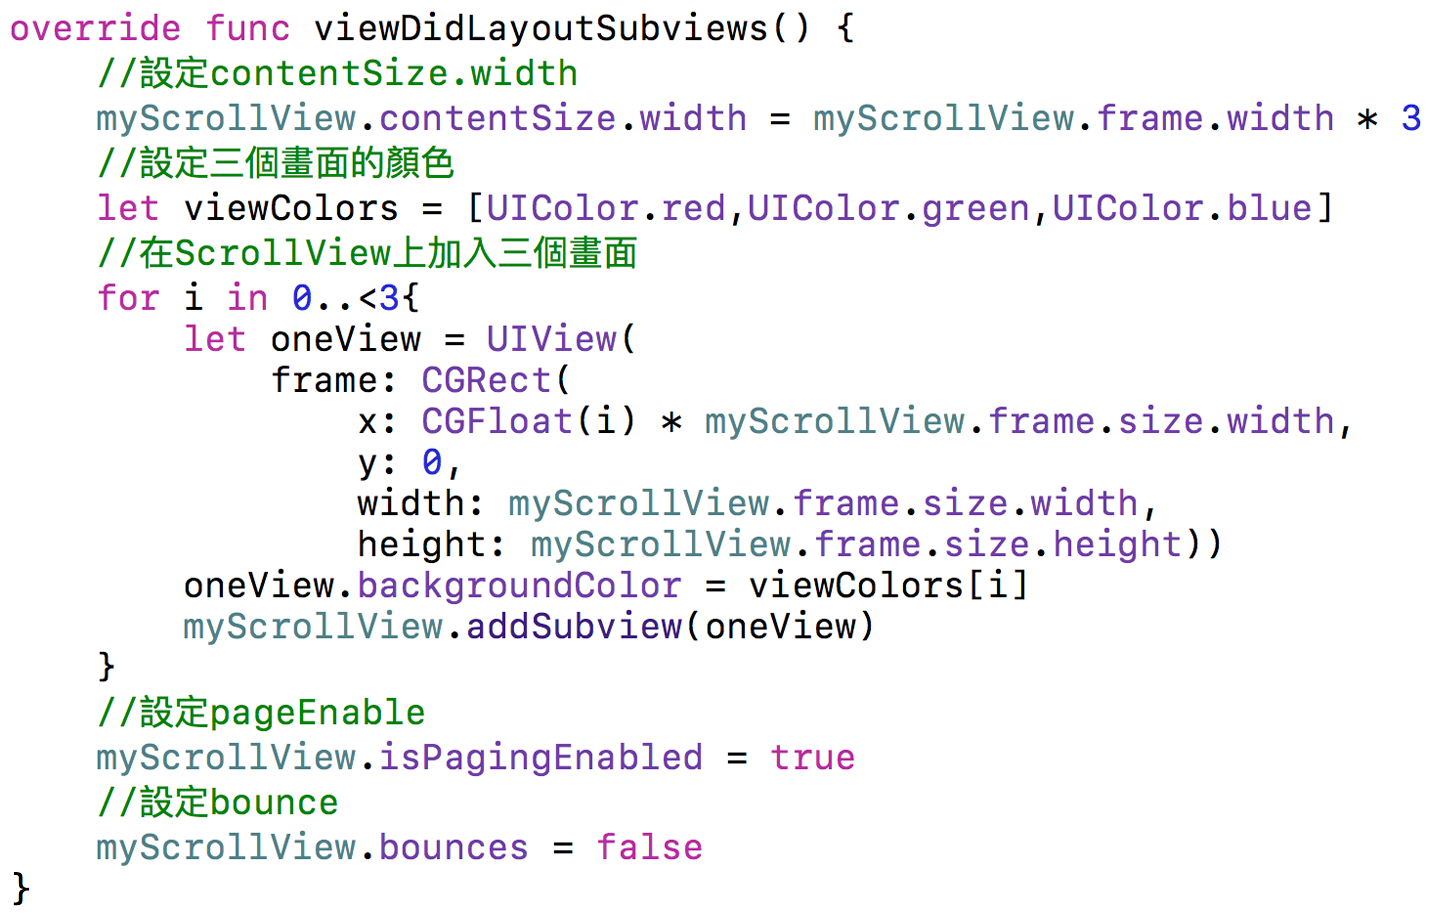 override func viewDidLayoutSubviews() {
    //設定contentSize.width
    myScrollView.contentSize.width = myScrollView.frame.width * 3
    //設定三個畫面的顏色
    let viewColors = [UIColor.red,UIColor.green,UIColor.blue]
    //在ScrollView上加入三個畫面
    for i in 0..<3{
        let oneView = UIView(
            frame: CGRect(
                x: CGFloat(i) * myScrollView.frame.size.width,
                y: 0,
                width: myScrollView.frame.size.width,
                height: myScrollView.frame.size.height))
        oneView.backgroundColor = viewColors[i]
        myScrollView.addSubview(oneView)
    }
    //設定pageEnable
    myScrollView.isPagingEnabled = true
    //設定bounce
    myScrollView.bounces = false
}